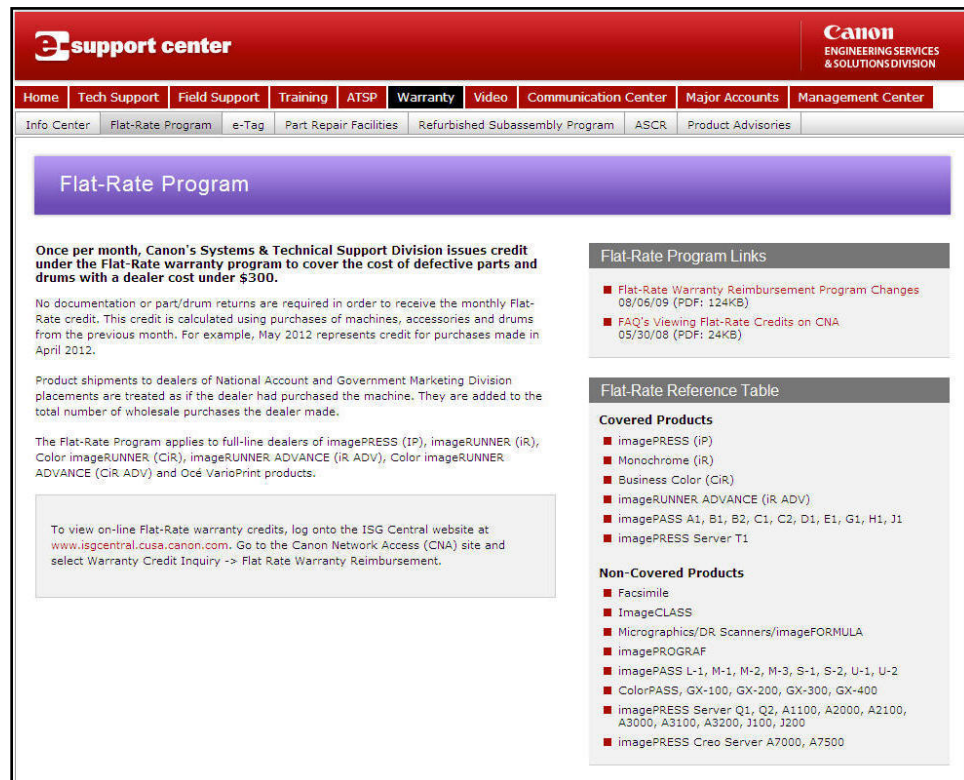 e-support center
Canon
ENGINEERING SERVICES
& SOLUTIONS DIVISION
Home Tech Support Field Support Training ATSP Warranty Video Communication Center Major Accounts Management Center
Info Center Flat-Rate Program e-Tag Part Repair Facilities Refurbished Subassembly Program ASCR Product Advisories
Flat-Rate Program
Once per month, Canon's Systems & Technical Support Division issues credit
under the Flat-Rate warranty program to cover the cost of defective parts and
drums with a dealer cost under $300.
No documentation or part/drum returns are required in order to receive the monthly Flat-
Rate credit. This credit is calculated using purchases of machines, accessories and drums
from the previous month. For example, May 2012 represents credit for purchases made in
April 2012.
Product shipments to dealers of National Account and Government Marketing Division
placements are treated as if the dealer had purchased the machine. They are added to the
total number of wholesale purchases the dealer made.
The Flat-Rate Program applies to full-line dealers of imagePRESS (IP), imageRUNNER (iR),
Color imageRUNNER (CiR), imageRUNNER ADVANCE (iR ADV), Color imageRUNNER
ADVANCE (CiR ADV) and Océ VarioPrint products.
To view on-line Flat-Rate warranty credits, log onto the ISG Central website at
www.isgcentral.cusa.canon.com. Go to the Canon Network Access (CNA) site and
select Warranty Credit Inquiry -> Flat Rate Warranty Reimbursement.
Flat-Rate Program Links
Flat-Rate Warranty Reimbursement Program Changes
08/06/09 (PDF: 124KB)
FAQ's Viewing Flat-Rate Credits on CNA
05/30/08 (PDF: 24KB)
Flat-Rate Reference Table
Covered Products
imagePRESS (iP)
Monochrome (iR)
Business Color (CiR)
imageRUNNER ADVANCE (iR ADV)
imagePASS A1, B1, B2, C1, C2, D1, E1, G1, H1, J1
imagePRESS Server T1
Non-Covered Products
Facsimile
ImageCLASS
Micrographics/DR Scanners/imageFORMULA
imagePROGRAF
imagePASS L-1, M-1, M-2, M-3, S-1, S-2, U-1, U-2
ColorPASS, GX-100, GX-200, GX-300, GX-400
imagePRESS Server Q1, Q2, A1100, A2000, A2100,
A3000, A3100, A3200, J100, J200
imagePRESS Creo Server A7000, A7500